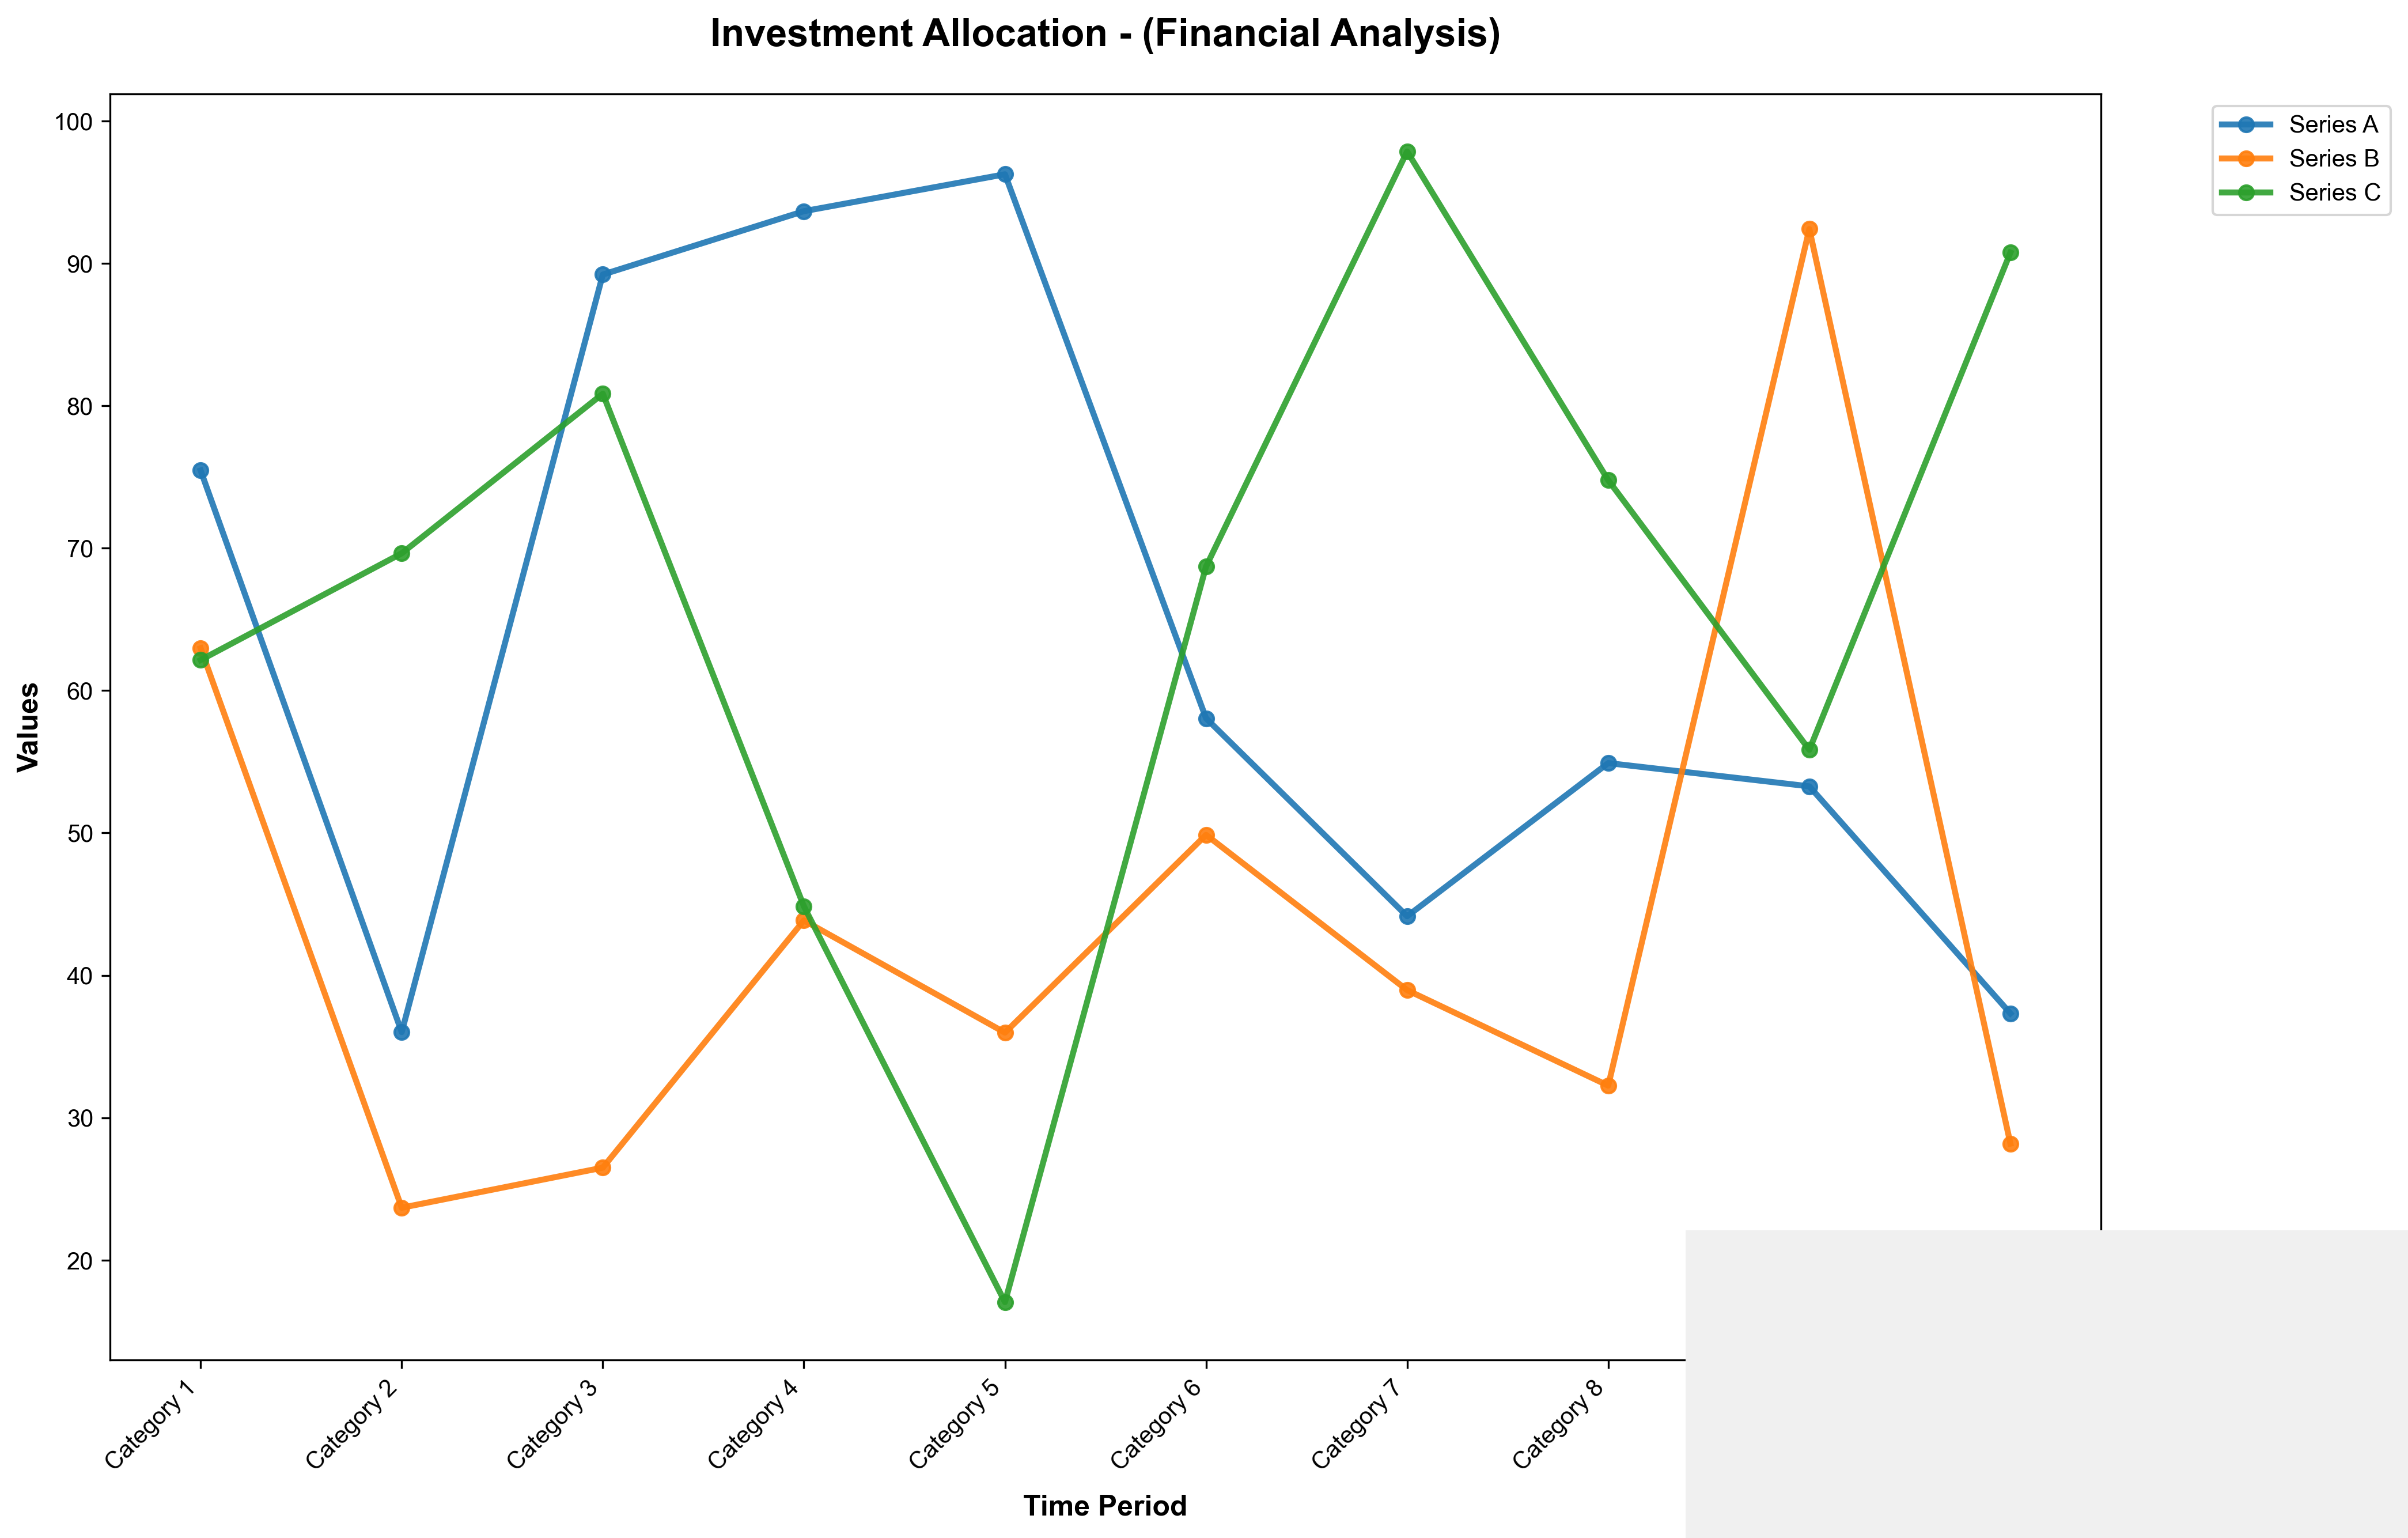 Investment Allocation - (Financial Analysis)
Series A
Series B
Series C
Values
100
90
80
70
60
50
40
30
20
Category 1
Category 2
Category 3
Category 4
Category 5
Category 6
Category 7
Category 8
Time Period